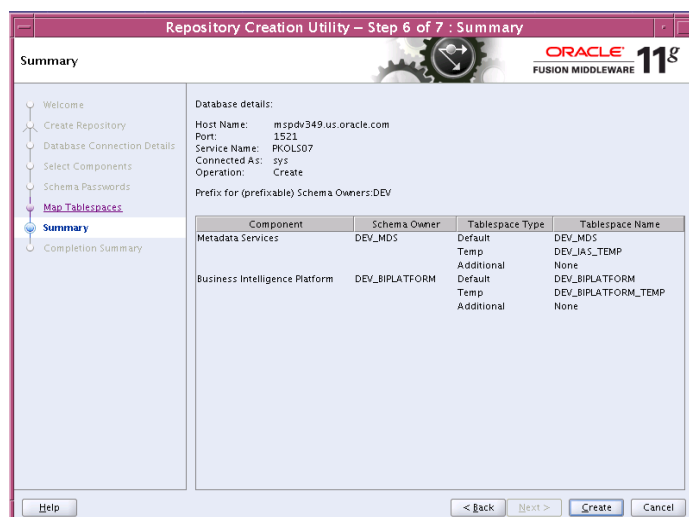 Repository Creation Utility – Step 6 of 7 : Summary
Summary
ORACLE
FUSION MIDDLEWARE 11g
Welcome
Create Repository
Database Connection Details
Select Components
Schema Passwords
Map Tablespaces
Summary
Completion Summary
Database details:
Host Name: mspdv349.us.oracle.com
Port: 1521
Service Name: PKOLS07
Connected As: sys
Operation: Create
Prefix for (prefixable) Schema Owners:DEV
Component Schema Owner Tablespace Type Tablespace Name
Metadata Services DEV_MDS Default DEV_MDS
Temp DEV_IAS_TEMP
Additional None
Business Intelligence Platform DEV_BIPLATFORM Default DEV_BIPLATFORM
Temp DEV_BIPLATFORM_TEMP
Additional None
Help < Back Next > Create Cancel